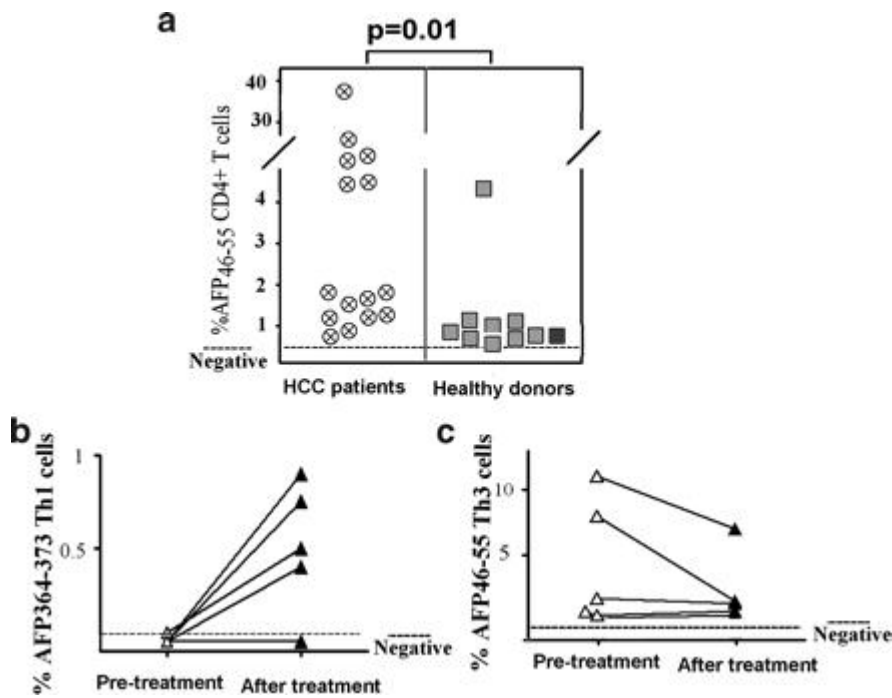 a
p=0.01
%AFP46-55 CD4+ T cells
40
30
4
3
2
1
Negative
HCC patients
Healthy donors
b
% AFP364-373 Th1 cells
1
0.5
Negative
Pre-treatment
After treatment
c
% AFP46-55 Th3 cells
10
5
Negative
Pre-treatment
After treatment